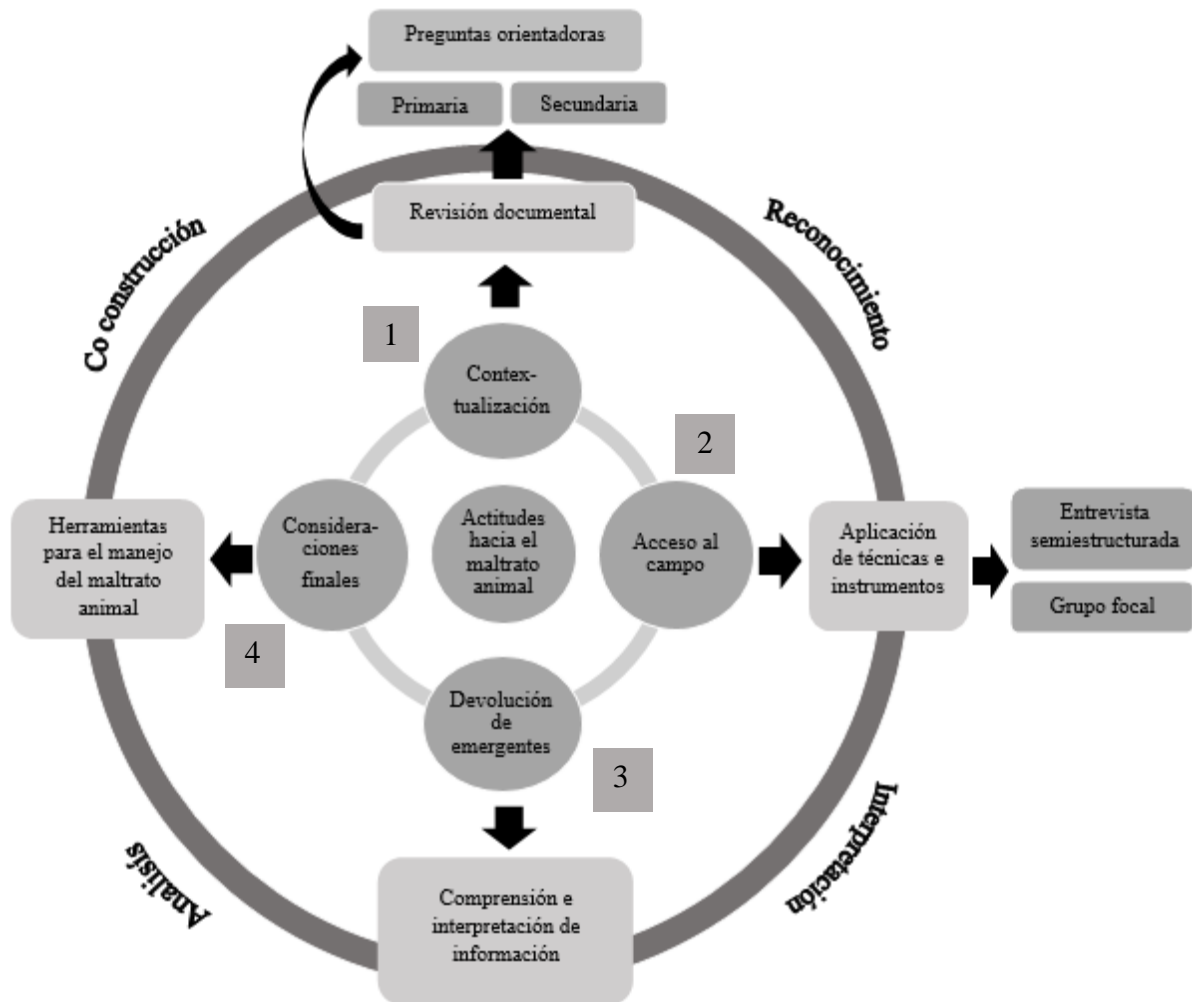 Preguntas orientadoras
Primaria
Secundaria
Revisión documental
Co construcción
Reconocimiento
1
Contex-
tualización
2
Herramientas
para el manejo
del maltrato
animal
Considera-
ciones
finales
Actitudes
hacia el
maltrato
animal
Acceso al
campo
Aplicación
de técnicas e
instrumentos
Entrevista
semiestructurada
Grupo focal
4
Devolución
de
emergentes
3
Analisís
Interpretación
Comprensión e
interpretación de
información